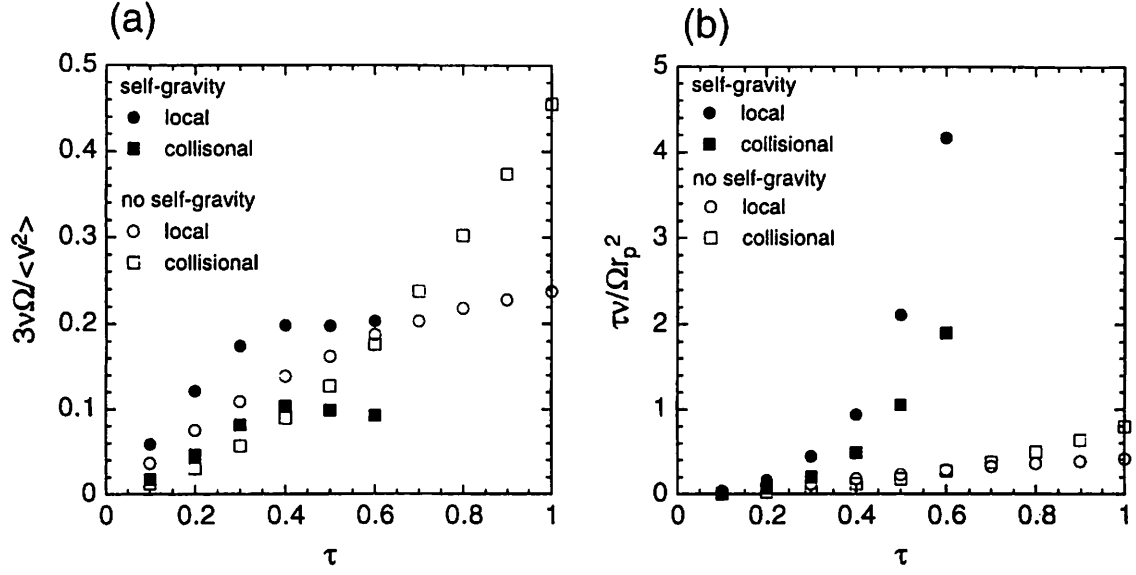 (a)
0.5
0.4
0.3
0.2
0.1
0
3νΩ/<v²>
self-gravity
local
collisonal
no self-gravity
local
collisional
0 0.2 0.4 0.6 0.8 1
τ
(b)
5
4
3
2
1
0
τν/Ωrₚ²
self-gravity
local
collisional
no self-gravity
local
collisional
0 0.2 0.4 0.6 0.8 1
τ